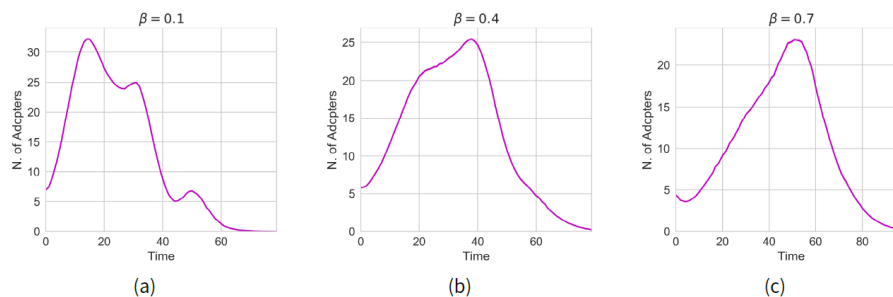 β = 0.1
N. of Adcpters
30
25
20
15
10
5
0
0 20 40 60
Time
(a)
β = 0.4
N. of Adcpters
25
20
15
10
5
0
0 20 40 60
Time
(b)
β = 0.7
N. of Adcpters
20
15
10
5
0
0 20 40 60 80
Time
(c)